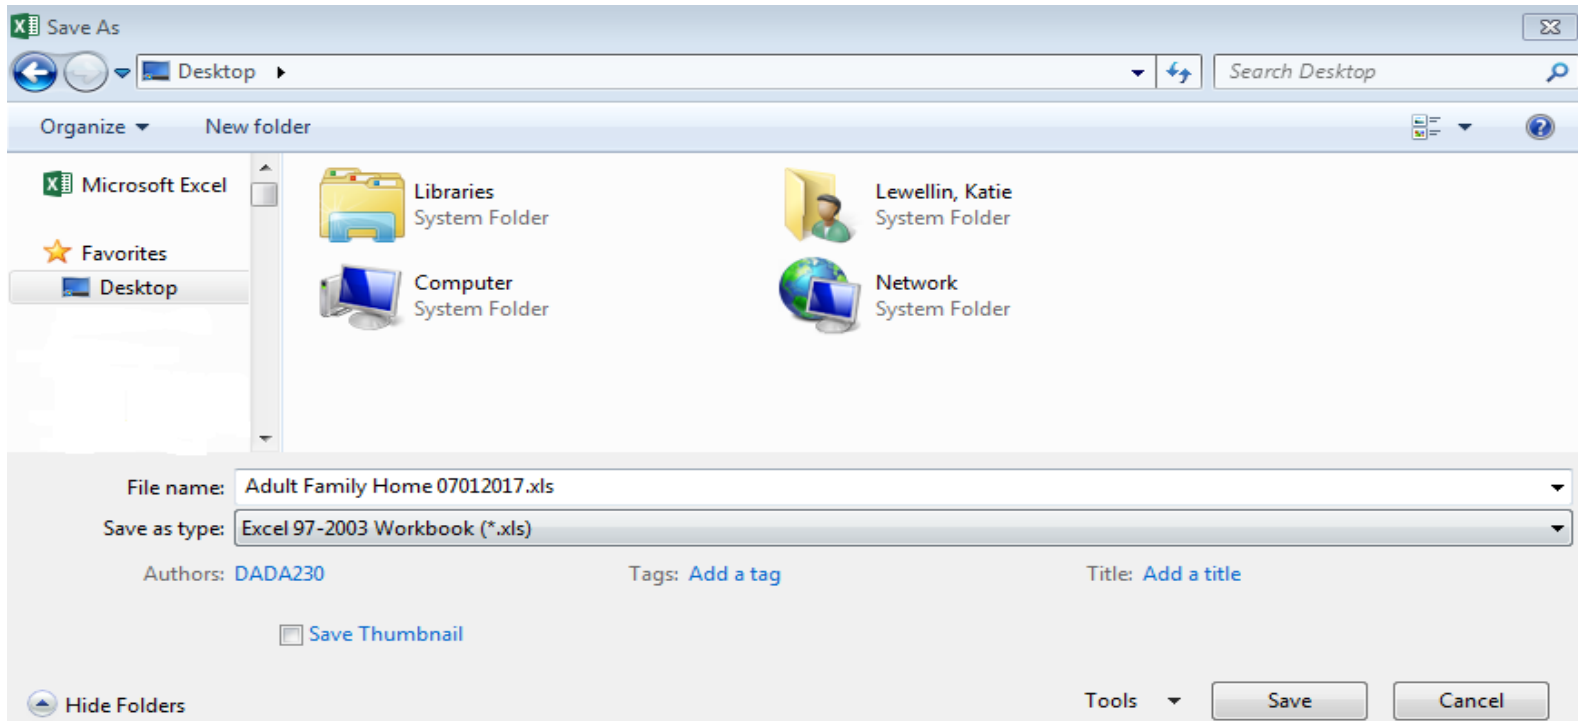 Save As
Desktop
Search Desktop
Organize
New folder
Microsoft Excel
Favorites
Desktop
Libraries
System Folder
Lewellin, Katie
System Folder
Computer
System Folder
Network
System Folder
File name: Adult Family Home 07012017.xls
Save as type: Excel 97-2003 Workbook (*.xls)
Authors: DADA230 Tags: Add a tag Title: Add a title
Save Thumbnail
Hide Folders Tools Save Cancel